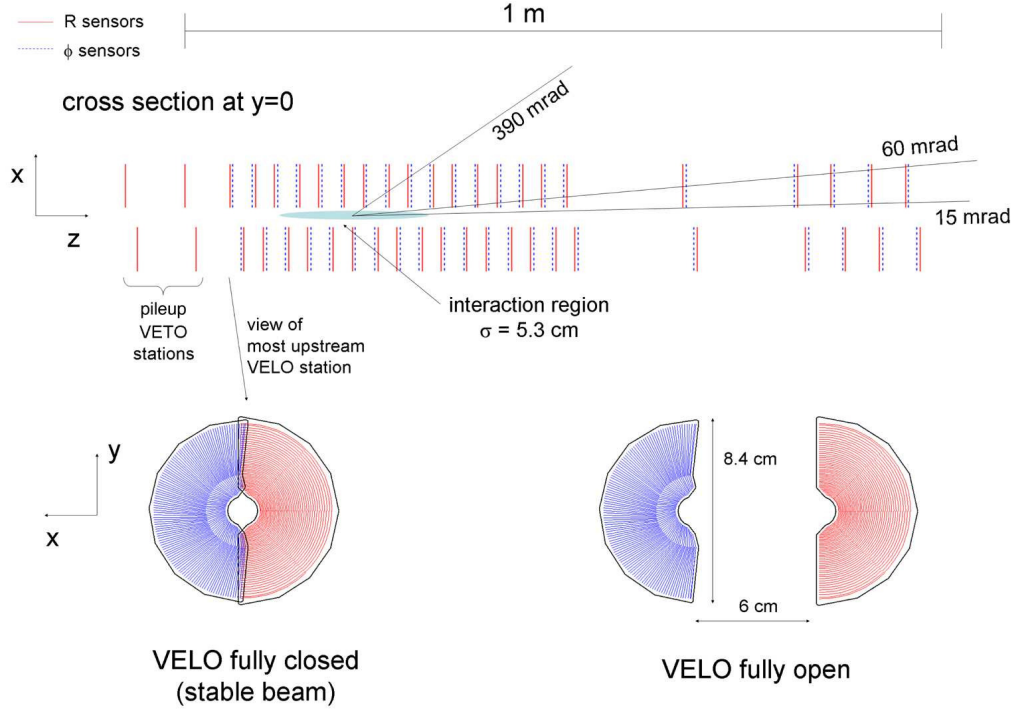 R sensors
1 m
ϕ sensors
cross section at y=0
390 mrad
60 mrad
x
15 mrad
z
interaction region
σ = 5.3 cm
pileup
VETO
stations
view of
most upstream
VELO station
y
x
8.4 cm
6 cm
VELO fully closed
(stable beam)
VELO fully open